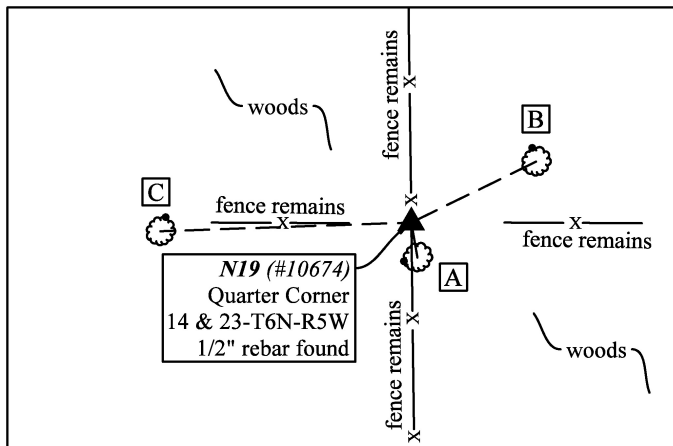 fence remains
X
woods
B
X
C
fence remains
X
X
fence remains
A
N19 (#10674)
Quarter Corner
14 & 23-T6N-R5W
1/2" rebar found
X
fence remains
woods
X